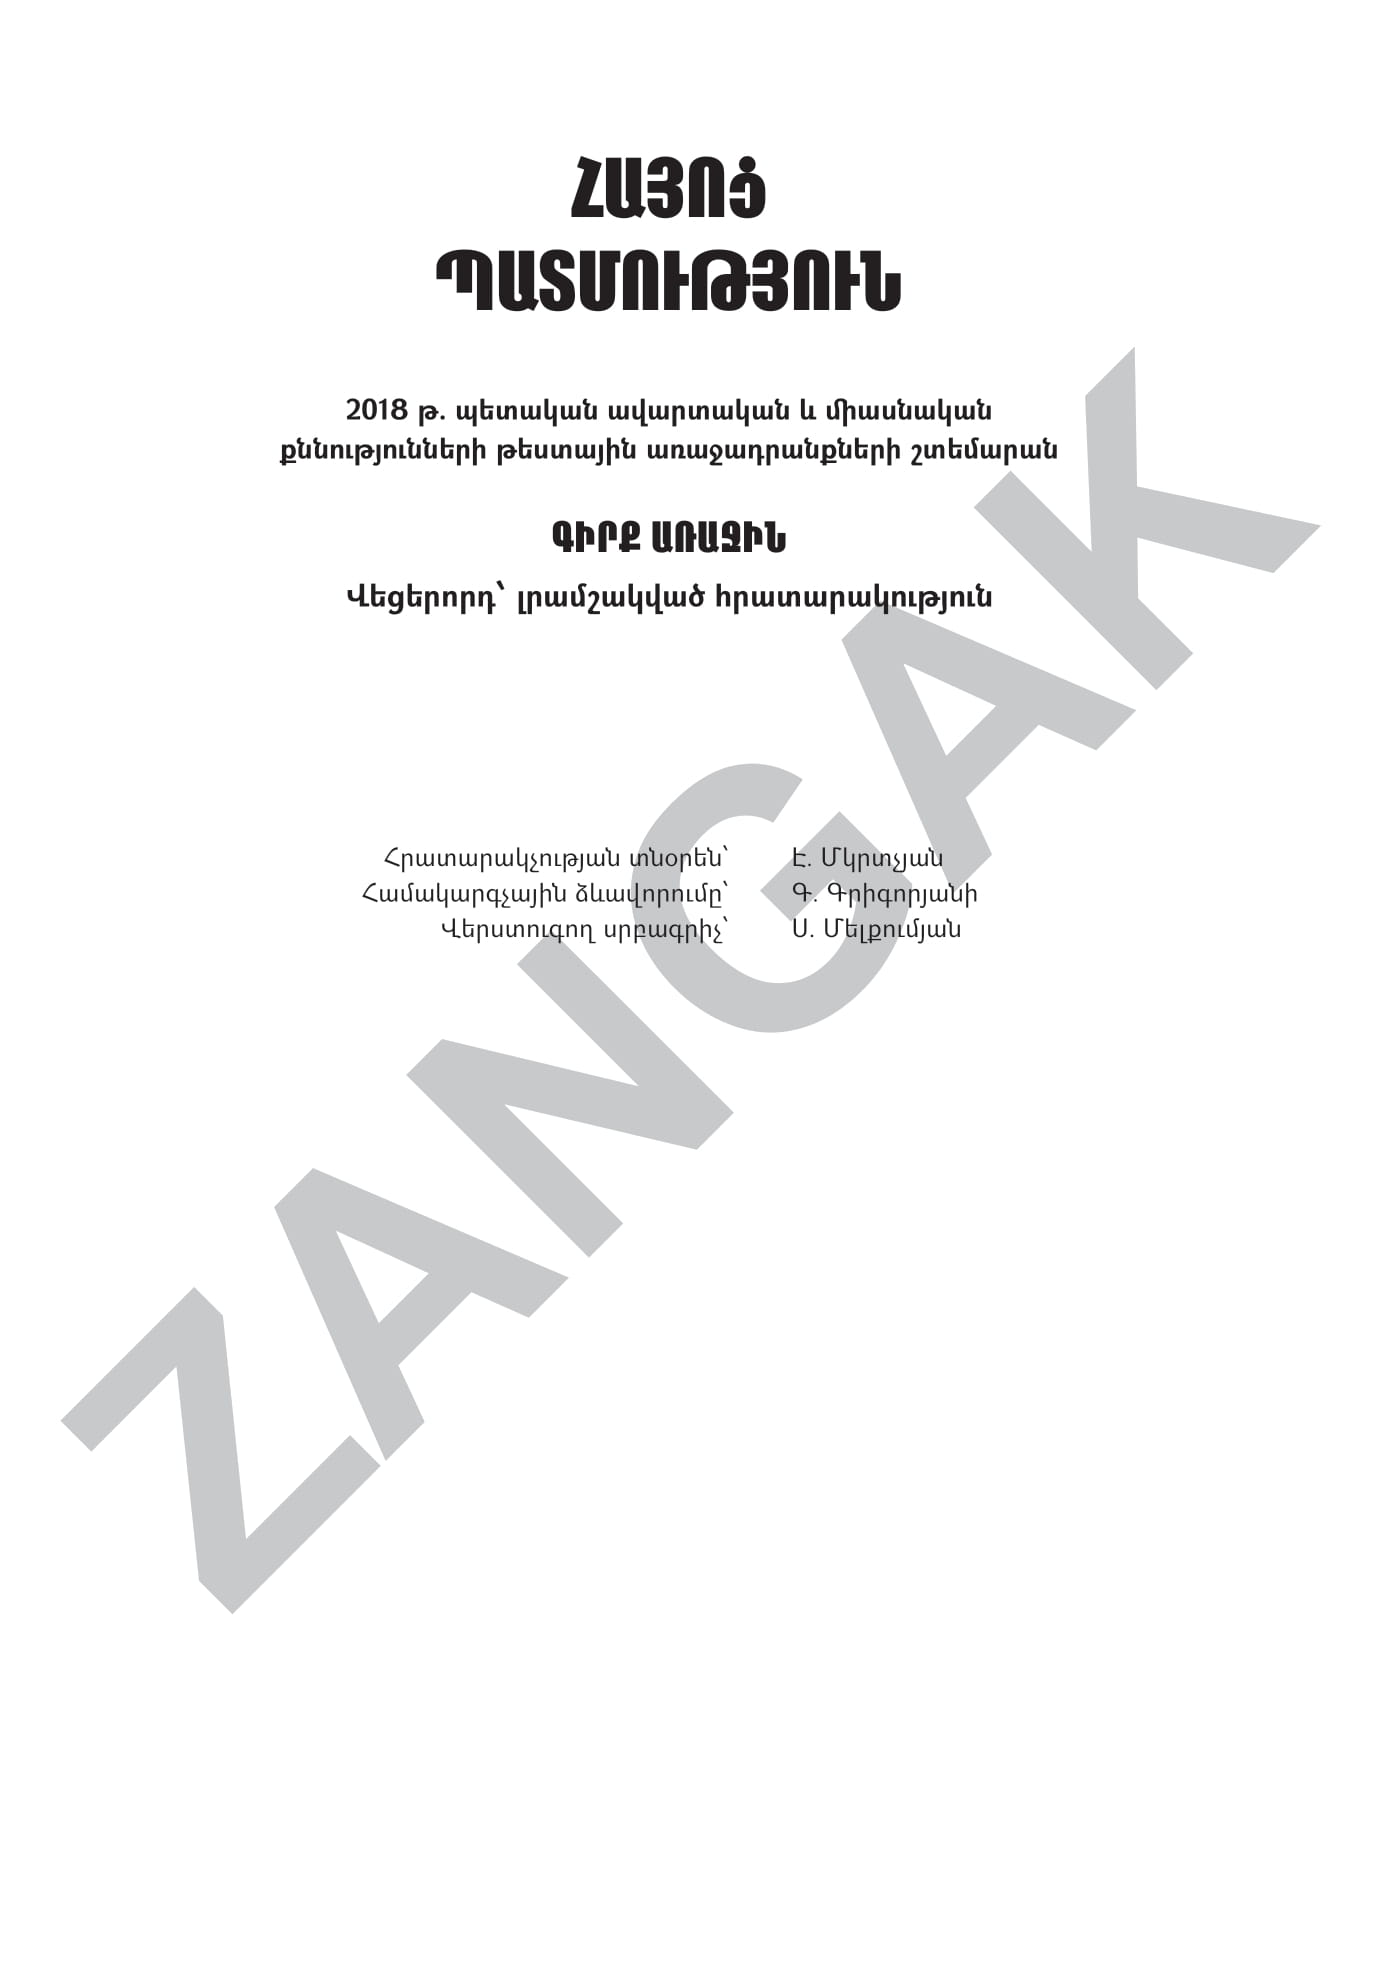 ՀԱՅՈՑ
ՊԱՏՄՈՒԹՅՈՒՆ
2018 թ. պետական ավարտական և միասնական
քննությունների թեստային առաջադրանքների շտեմարան
ԳԻՐՔ ԱՌԱՋԻՆ
Վեցերորդ՝ լրամշակված հրատարակություն
Հրատարակչության տնօրեն՝ Է. Մկրտչյան
Համակարգչային ձևավորումը՝ Գ. Գրիգորյանի
Վերստուգող սրբագրիչ՝ Ս. Մելքումյան
ZANGAK